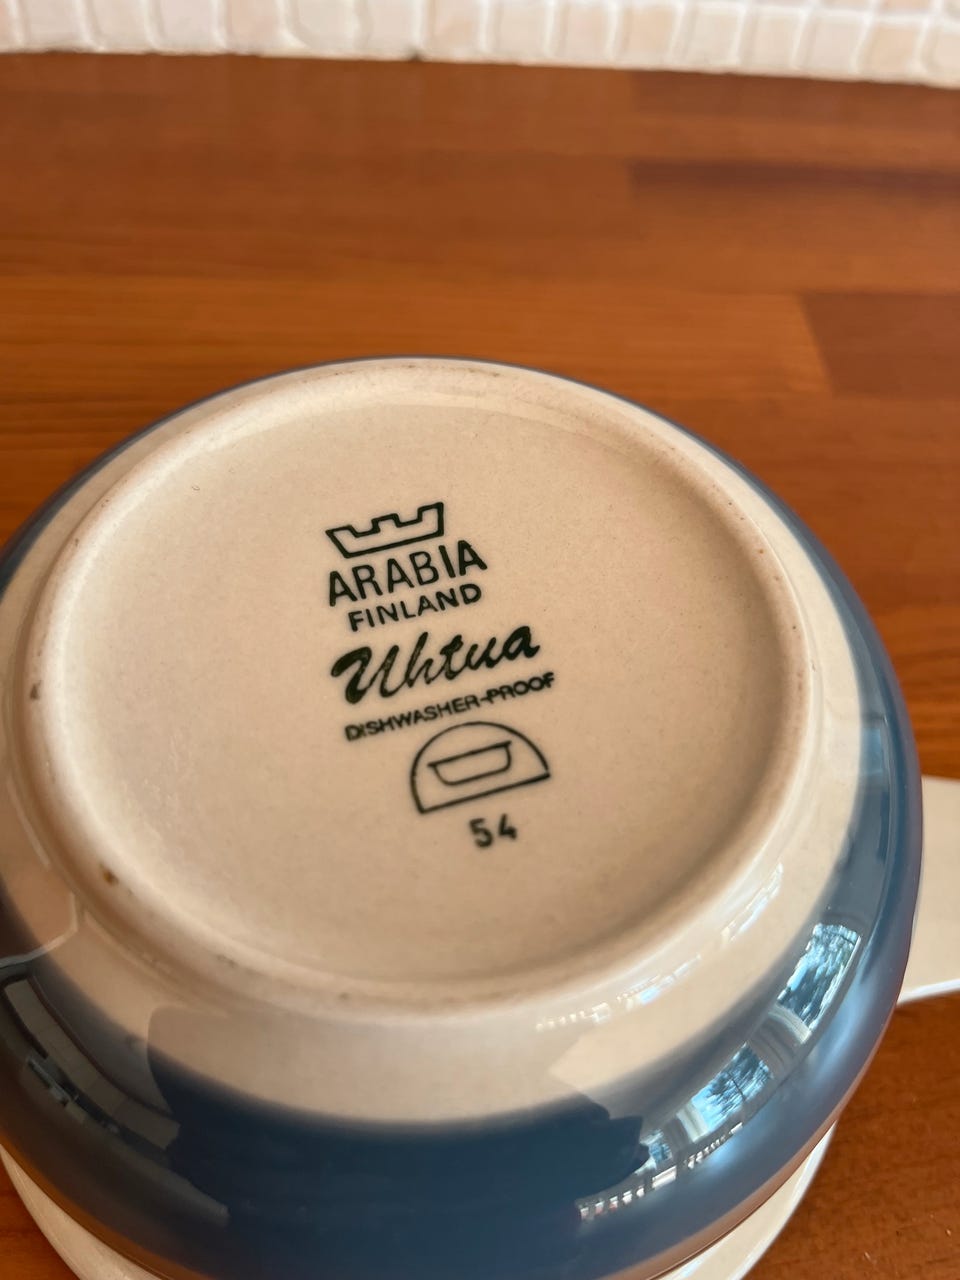 ARABIA
FINLAND
Uhtua
DISHWASHER-PROOF
54